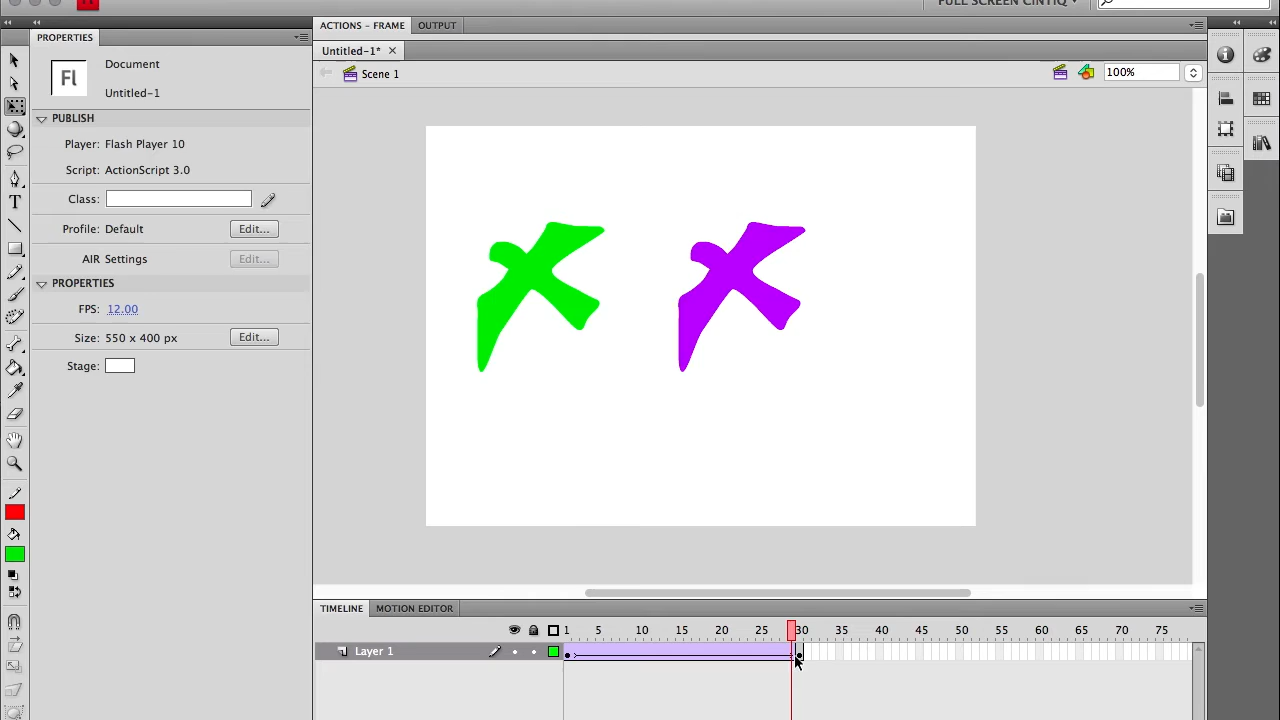 FULL SCREEN CINTIQ
ACTIONS – FRAME OUTPUT
PROPERTIES
Untitled-1*
Document
Fl
Scene 1
100%
Untitled-1
PUBLISH
Player: Flash Player 10
Script: ActionScript 3.0
Class:
Profile: Default Edit...
AIR Settings Edit...
PROPERTIES
FPS: 12.00
Size: 550 x 400 px Edit...
Stage:
TIMELINE MOTION EDITOR
1 5 10 15 20 25 30 35 40 45 50 55 60 65 70 75
Layer 1